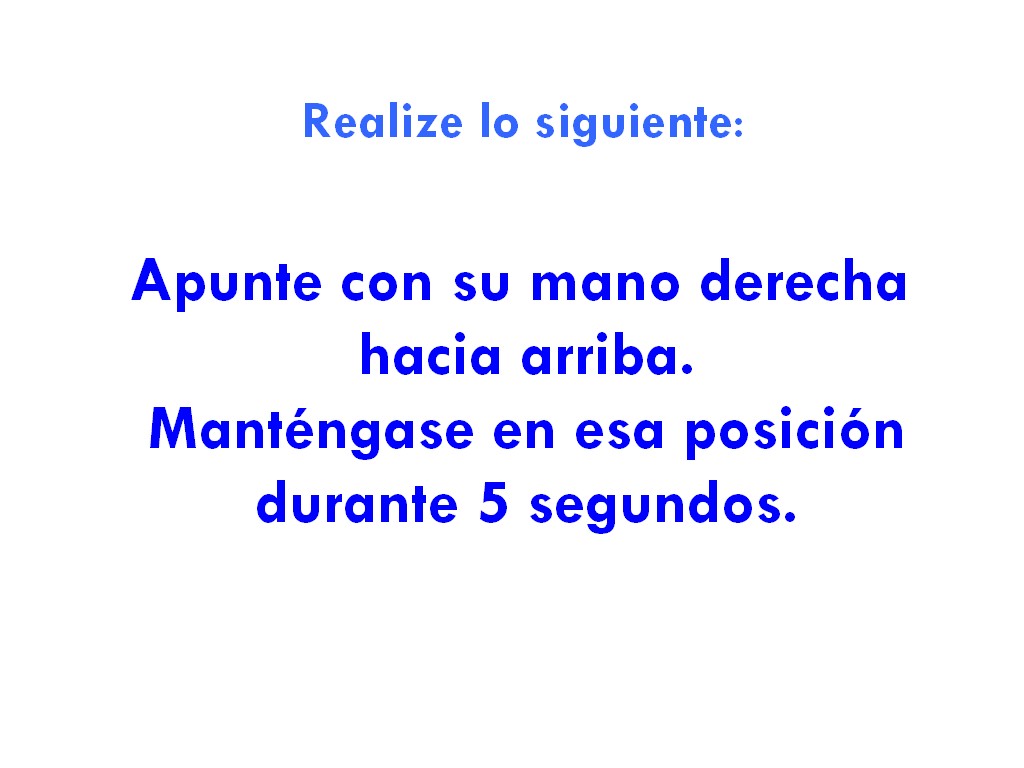 Realize lo siguiente:
Apunte con su mano derecha
hacia arriba.
Manténgase en esa posición
durante 5 segundos.